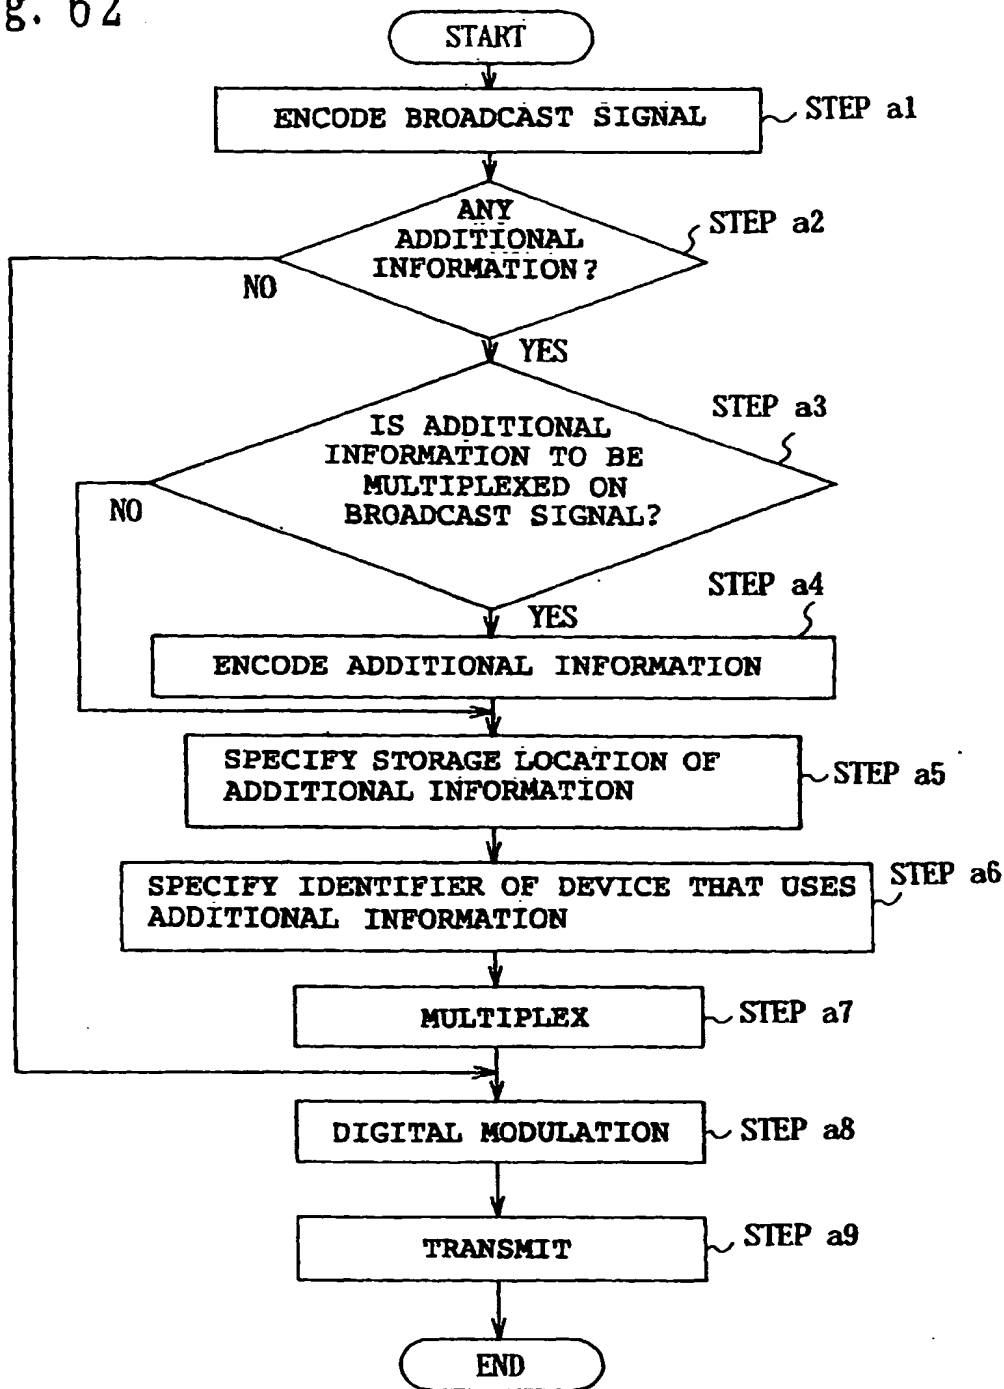 g. 62
START
ENCODE BROADCAST SIGNAL
STEP a1
ANY
ADDITIONAL
INFORMATION?
STEP a2
NO
YES
IS ADDITIONAL
INFORMATION TO BE
MULTIPLEXED ON
BROADCAST SIGNAL?
STEP a3
NO
YES
STEP a4
ENCODE ADDITIONAL INFORMATION
SPECIFY STORAGE LOCATION OF
ADDITIONAL INFORMATION
STEP a5
SPECIFY IDENTIFIER OF DEVICE THAT USES
ADDITIONAL INFORMATION
STEP a6
MULTIPLEX
STEP a7
DIGITAL MODULATION
STEP a8
TRANSMIT
STEP a9
END